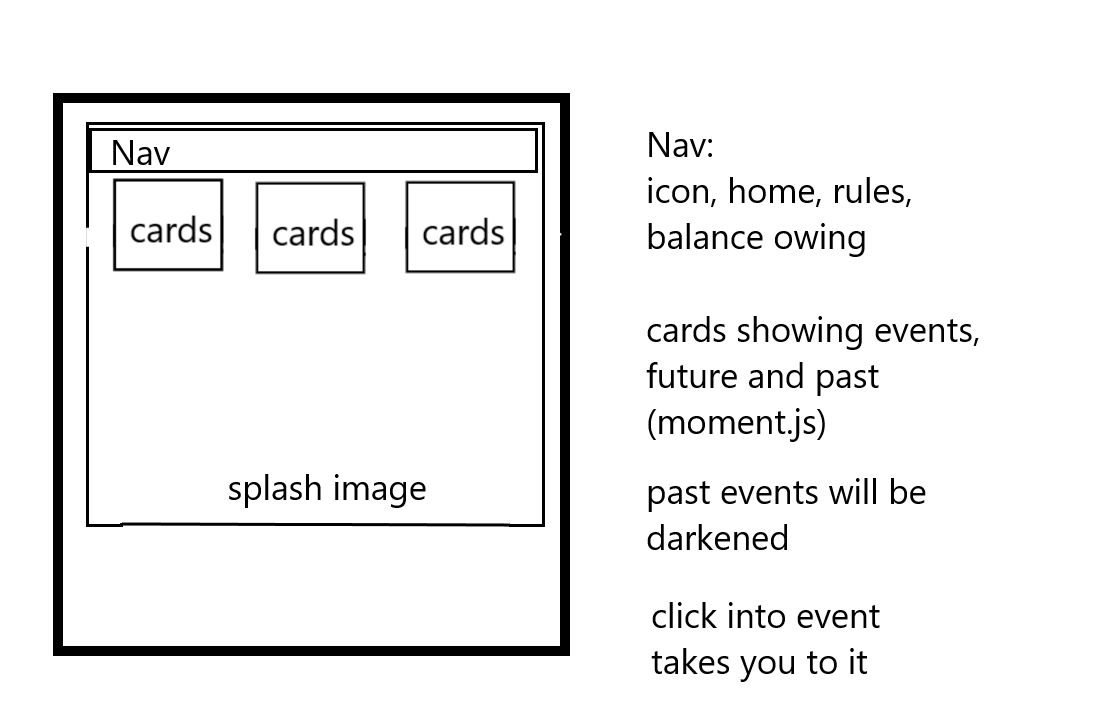 Nav
cards cards cards
splash image
Nav:
icon, home, rules,
balance owing
cards showing events,
future and past
(moment.js)
past events will be
darkened
click into event
takes you to it